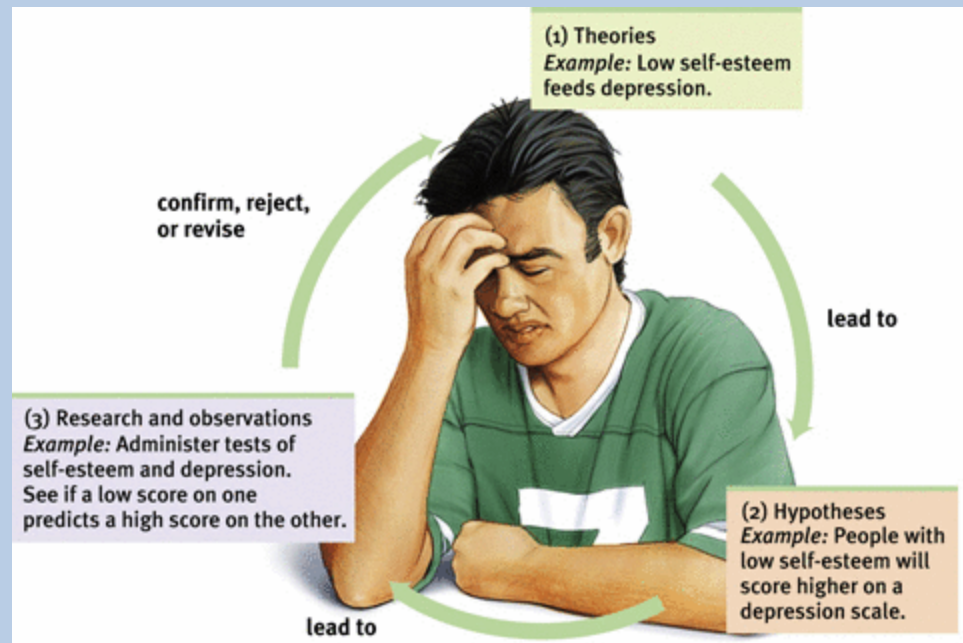 (1) Theories
Example: Low self-esteem
feeds depression.
confirm, reject,
or revise
lead to
(3) Research and observations
Example: Administer tests of
self-esteem and depression.
See if a low score on one
predicts a high score on the other.
(2) Hypotheses
Example: People with
low self-esteem will
score higher on a
depression scale.
lead to